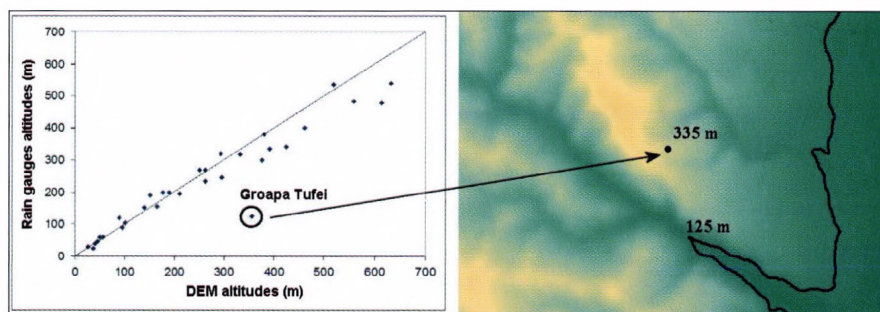 Rain gauges altitudes (m)
700
600
500
400
300
200
100
0
Groapa Tufei
0 100 200 300 400 500 600 700
DEM altitudes (m)
335 m
125 m